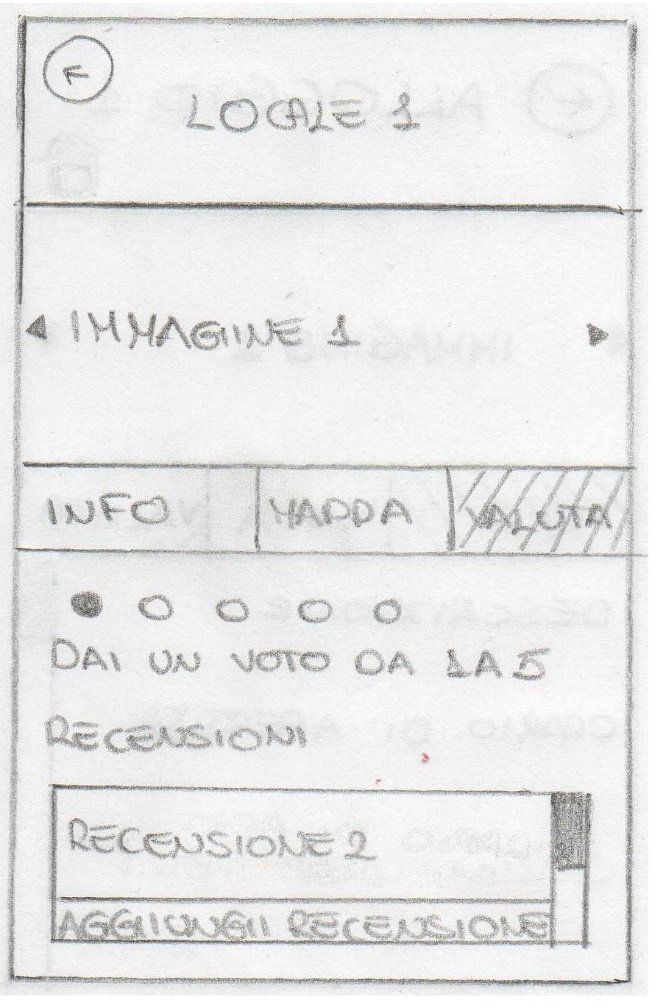 LOCALE 1
IMMAGINE 1
INFO MAPPA VALUTA
DAI UN VOTO DA 1 A 5
RECENSIONI
RECENSIONE 2
AGGIUNGI RECENSIONE